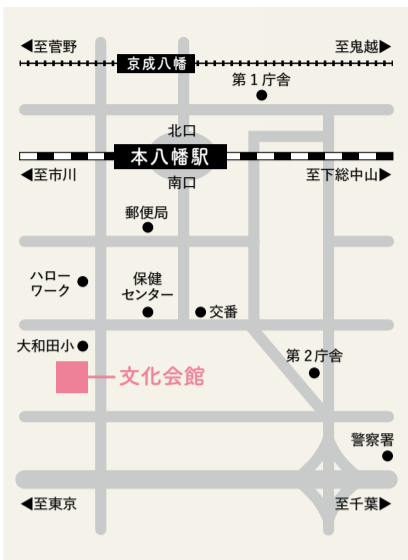 ◀至菅野
京成八幡
至鬼越▶
第1庁舎
北口
本八幡駅
◀至市川
南口
至下総中山▶
郵便局
ハロー
ワーク
保健
センター
交番
大和田小
文化会館
第2庁舎
警察署
◀至東京
至千葉▶